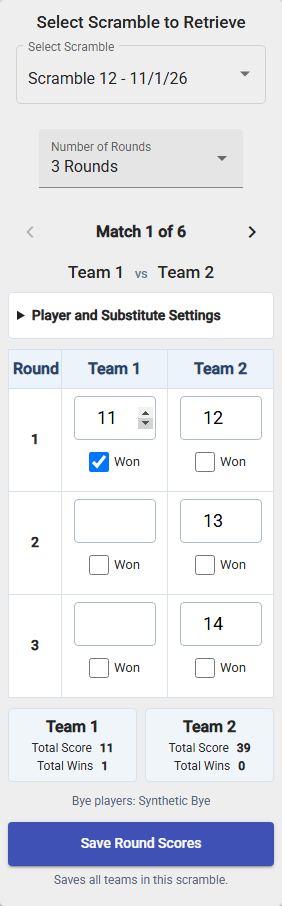 Select Scramble to Retrieve
Select Scramble
Scramble 12 - 11/1/26
Number of Rounds
3 Rounds
Match 1 of 6
Team 1 vs Team 2
Player and Substitute Settings
Round Team 1 Team 2
1 11 12
Won Won
2 13
Won Won
3 14
Won Won
Team 1 Team 2
Total Score 11 Total Score 39
Total Wins 1 Total Wins 0
Bye players: Synthetic Bye
Save Round Scores
Saves all teams in this scramble.